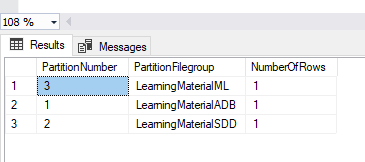 108 %
Results Messages
PartitionNumber PartitionFilegroup NumberOfRows
1 3 LearningMaterialML 1
2 1 LearningMaterialADB 1
3 2 LearningMaterialSDD 1